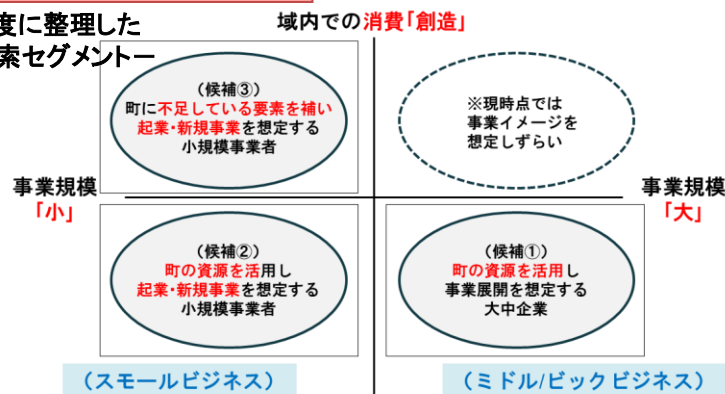 度に整理した
索セグメントー
域内での消費「創造」
（候補③）
町に不足している要素を補い
起業・新規事業を想定する
小規模事業者
※現時点では
事業イメージを
想定しずらい
事業規模
「小」
事業規模
「大」
（候補②）
町の資源を活用し
起業・新規事業を想定する
小規模事業者
（候補①）
町の資源を活用し
事業展開を想定する
大中企業
（スモールビジネス）
（ミドル/ビックビジネス）